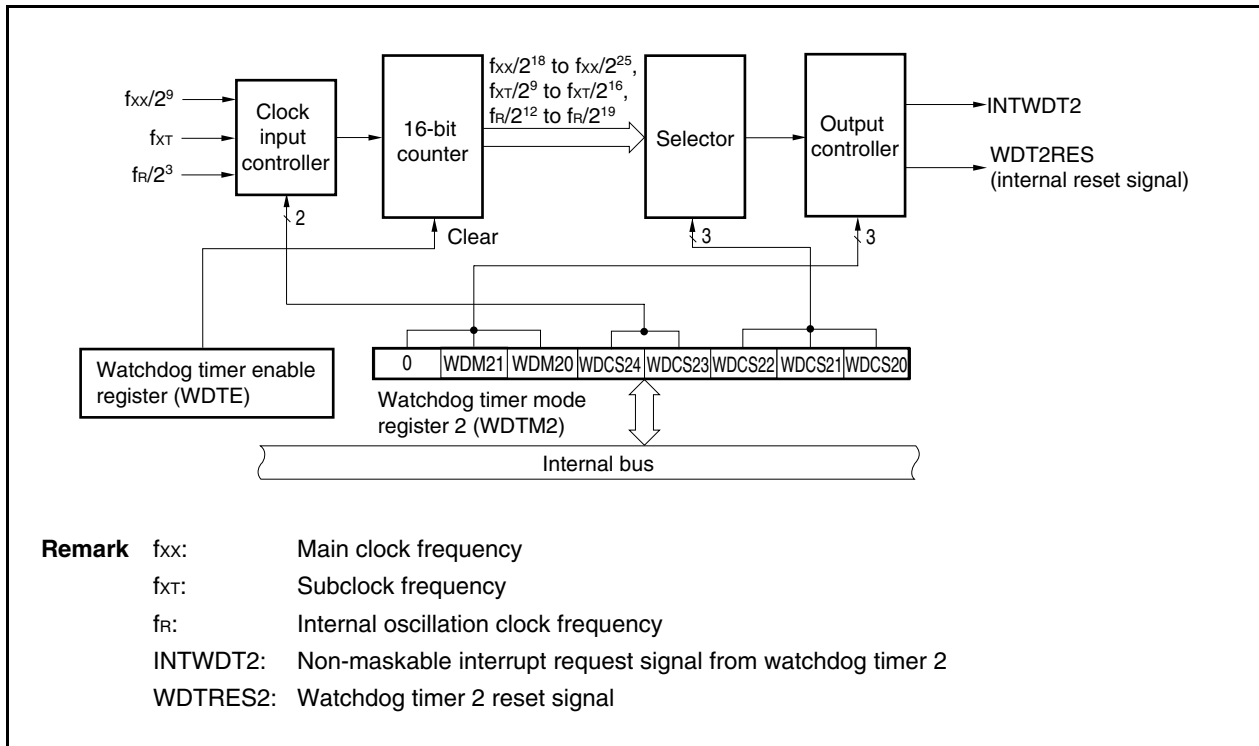 fXX/2⁹
fXT
fR/2³
Clock
input
controller
2
16-bit
counter
Clear
fXX/2¹⁸ to fXX/2²⁵,
fXT/2⁹ to fXT/2¹⁶,
fR/2¹² to fR/2¹⁹
Selector
3
Output
controller
3
INTWDT2
WDT2RES
(internal reset signal)
Watchdog timer enable
register (WDTE)
0 WDM21 WDM20 WDCS24 WDCS23 WDCS22 WDCS21 WDCS20
Watchdog timer mode
register 2 (WDTM2)
Internal bus
Remark fXX: Main clock frequency
fXT: Subclock frequency
fR: Internal oscillation clock frequency
INTWDT2: Non-maskable interrupt request signal from watchdog timer 2
WDTRES2: Watchdog timer 2 reset signal